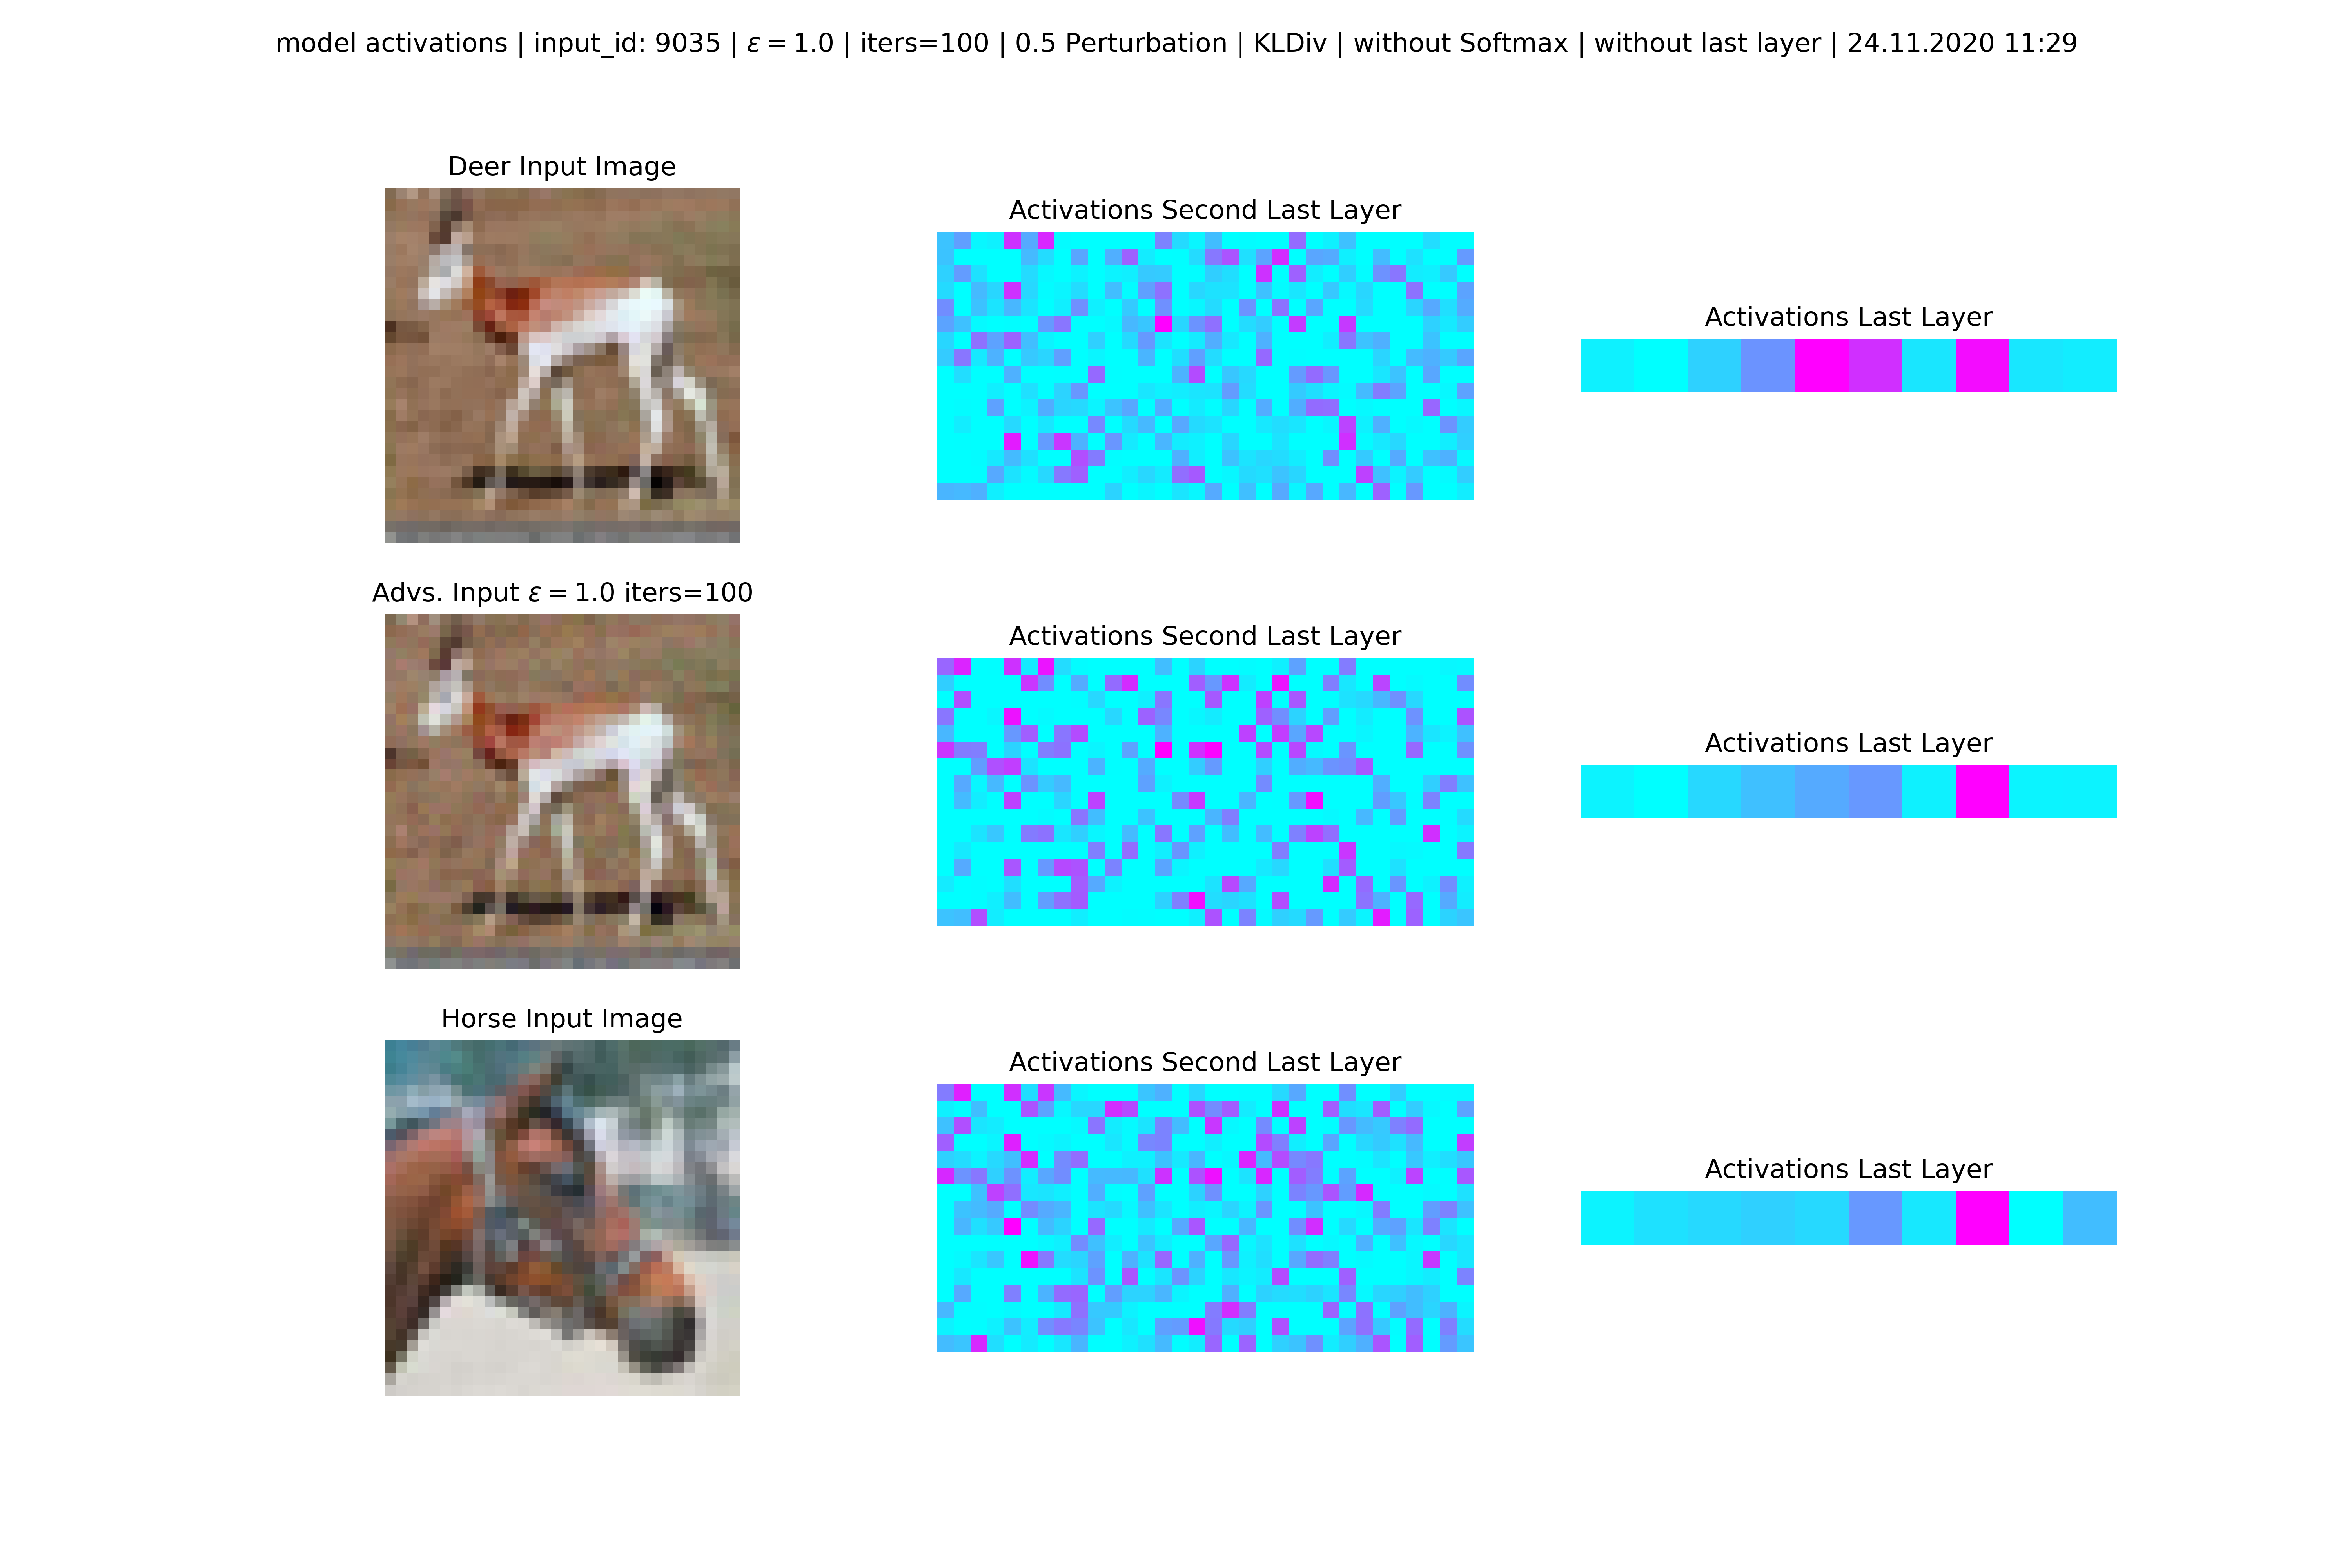 model activations | input_id: 9035 | ε = 1.0 | iters=100 | 0.5 Perturbation | KLDiv | without Softmax | without last layer | 24.11.2020 11:29
Deer Input Image
Activations Second Last Layer
Activations Last Layer
Advs. Input ε = 1.0 iters=100
Activations Second Last Layer
Activations Last Layer
Horse Input Image
Activations Second Last Layer
Activations Last Layer